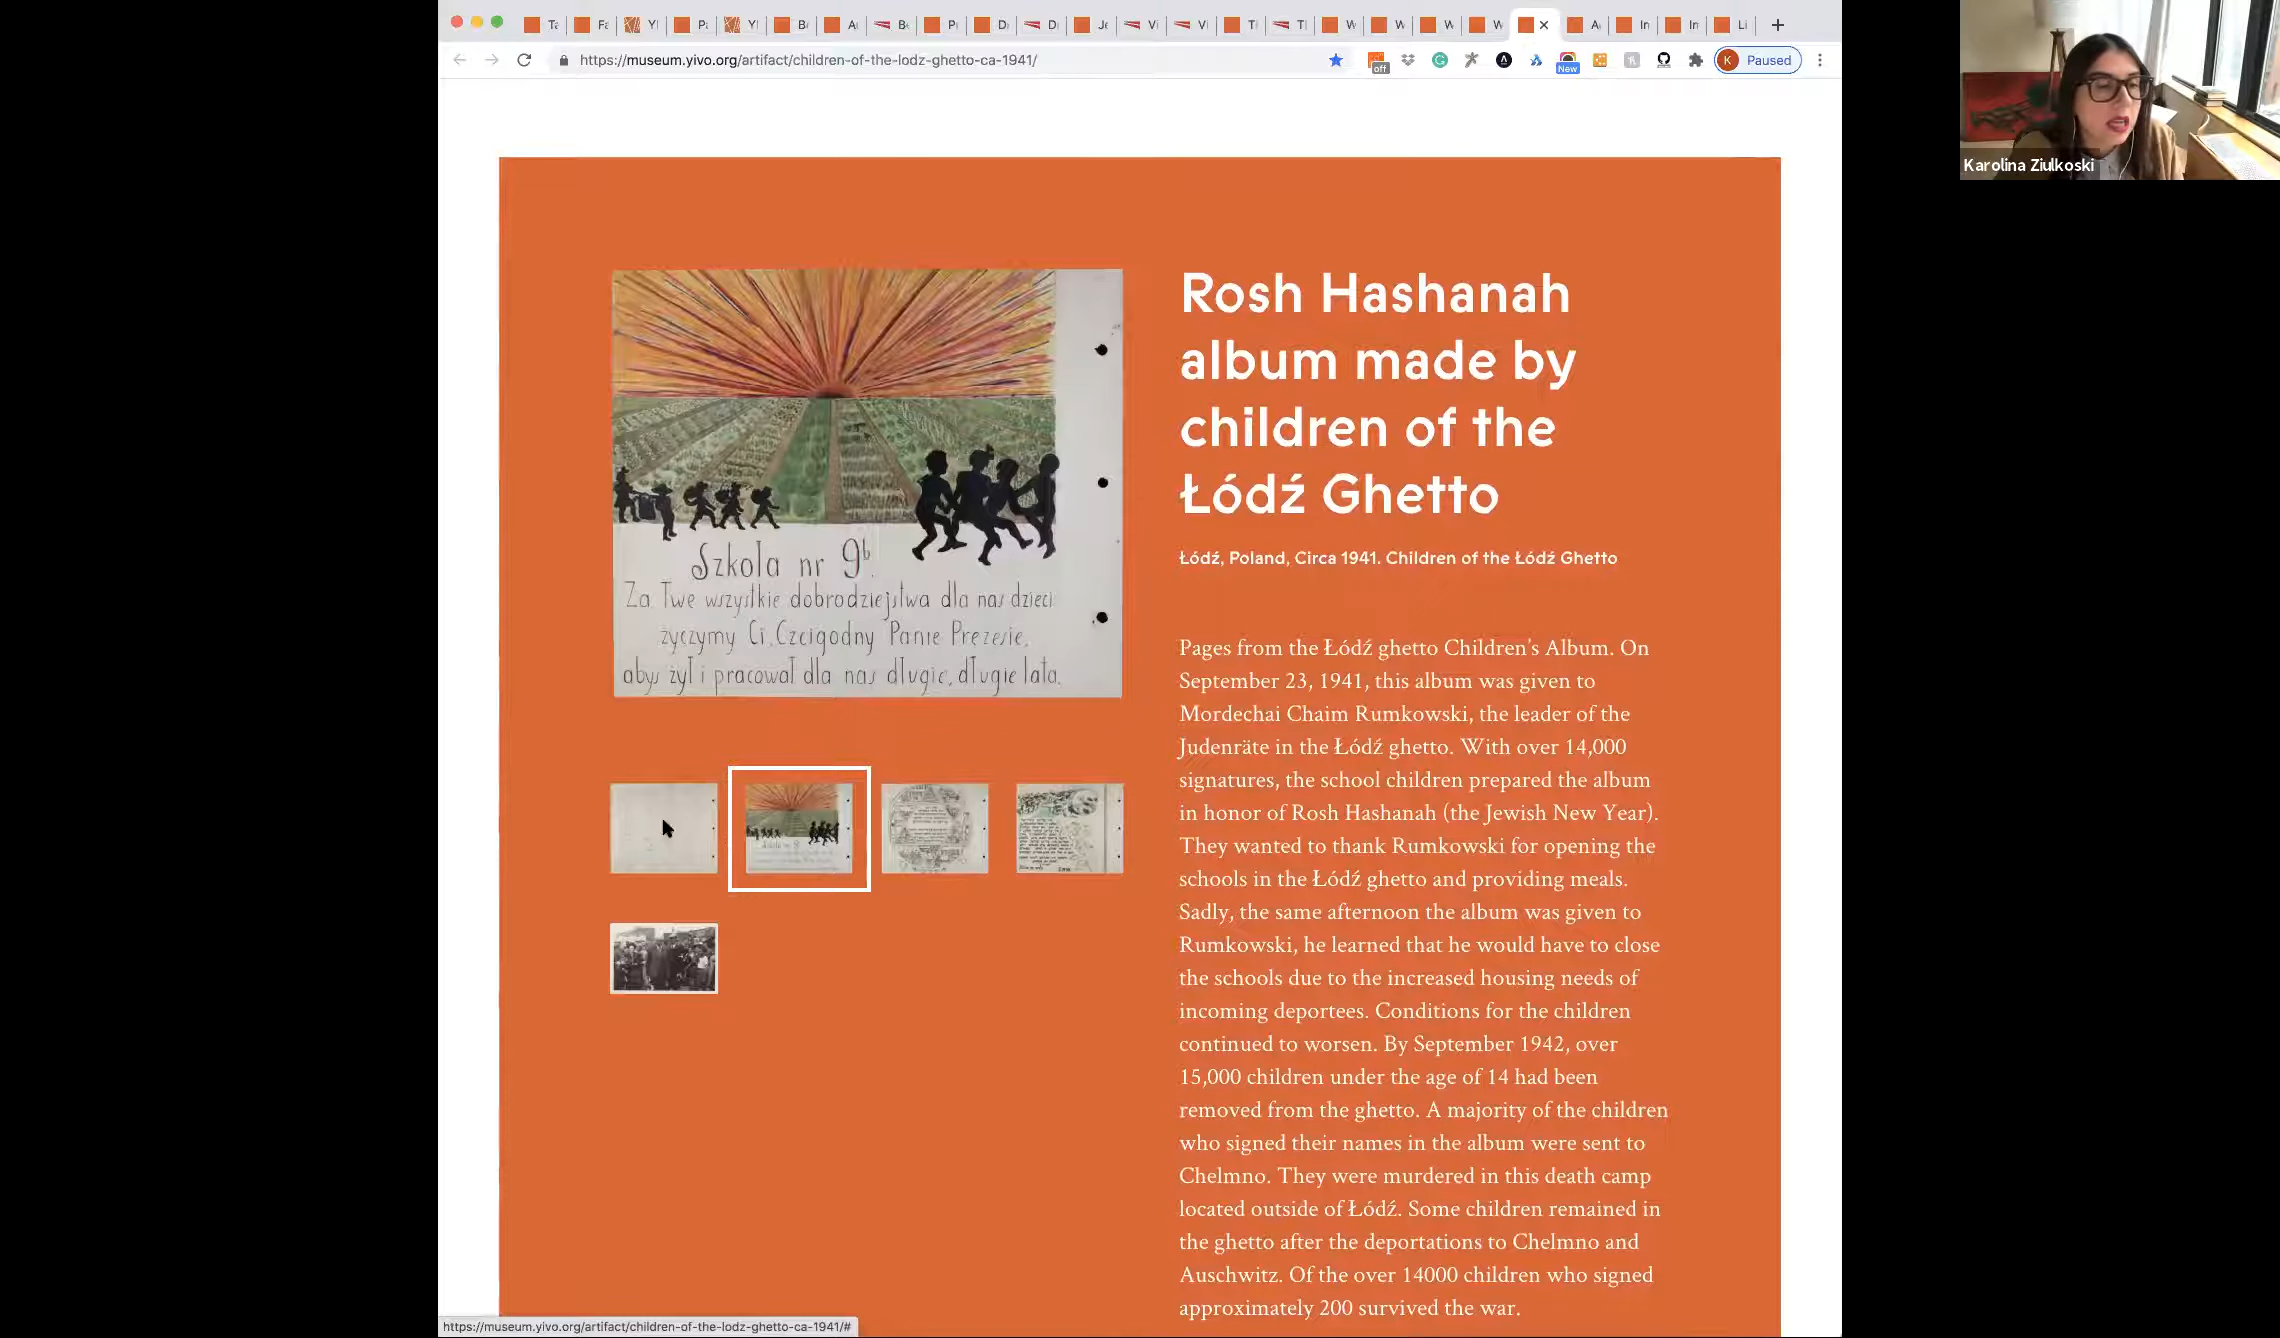 https://museum.yivo.org/artifact/children-of-the-lodz-ghetto-ca-1941/
off
New
K
Paused
Karolina Ziulkoski
Szkoła nr 9b.
Za Twe wszystkie dobrodziejstwa dla nas dzieci
życzymy Ci, Czcigodny Panie Prezesie,
abyś żył i pracował dla nas długie, długie lata.
Rosh Hashanah
album made by
children of the
Łódź Ghetto
Łódź, Poland, Circa 1941. Children of the Łódź Ghetto
Pages from the Łódź ghetto Children’s Album. On
September 23, 1941, this album was given to
Mordechai Chaim Rumkowski, the leader of the
Judenräte in the Łódź ghetto. With over 14,000
signatures, the school children prepared the album
in honor of Rosh Hashanah (the Jewish New Year).
They wanted to thank Rumkowski for opening the
schools in the Łódź ghetto and providing meals.
Sadly, the same afternoon the album was given to
Rumkowski, he learned that he would have to close
the schools due to the increased housing needs of
incoming deportees. Conditions for the children
continued to worsen. By September 1942, over
15,000 children under the age of 14 had been
removed from the ghetto. A majority of the children
who signed their names in the album were sent to
Chelmno. They were murdered in this death camp
located outside of Łódź. Some children remained in
the ghetto after the deportations to Chelmno and
Auschwitz. Of the over 14000 children who signed
approximately 200 survived the war.
https://museum.yivo.org/artifact/children-of-the-lodz-ghetto-ca-1941/#